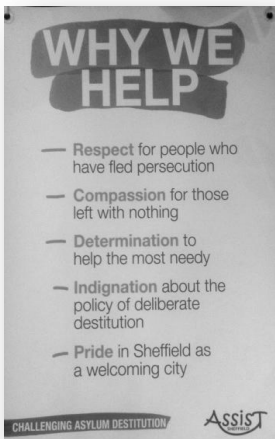 WHY WE
HELP
— Respect for people who
have fled persecution
— Compassion for those
left with nothing
— Determination to
help the most needy
— Indignation about the
policy of deliberate
destitution
— Pride in Sheffield as
a welcoming city
CHALLENGING ASYLUM DESTITUTION
ASSIST
SHEFFIELD